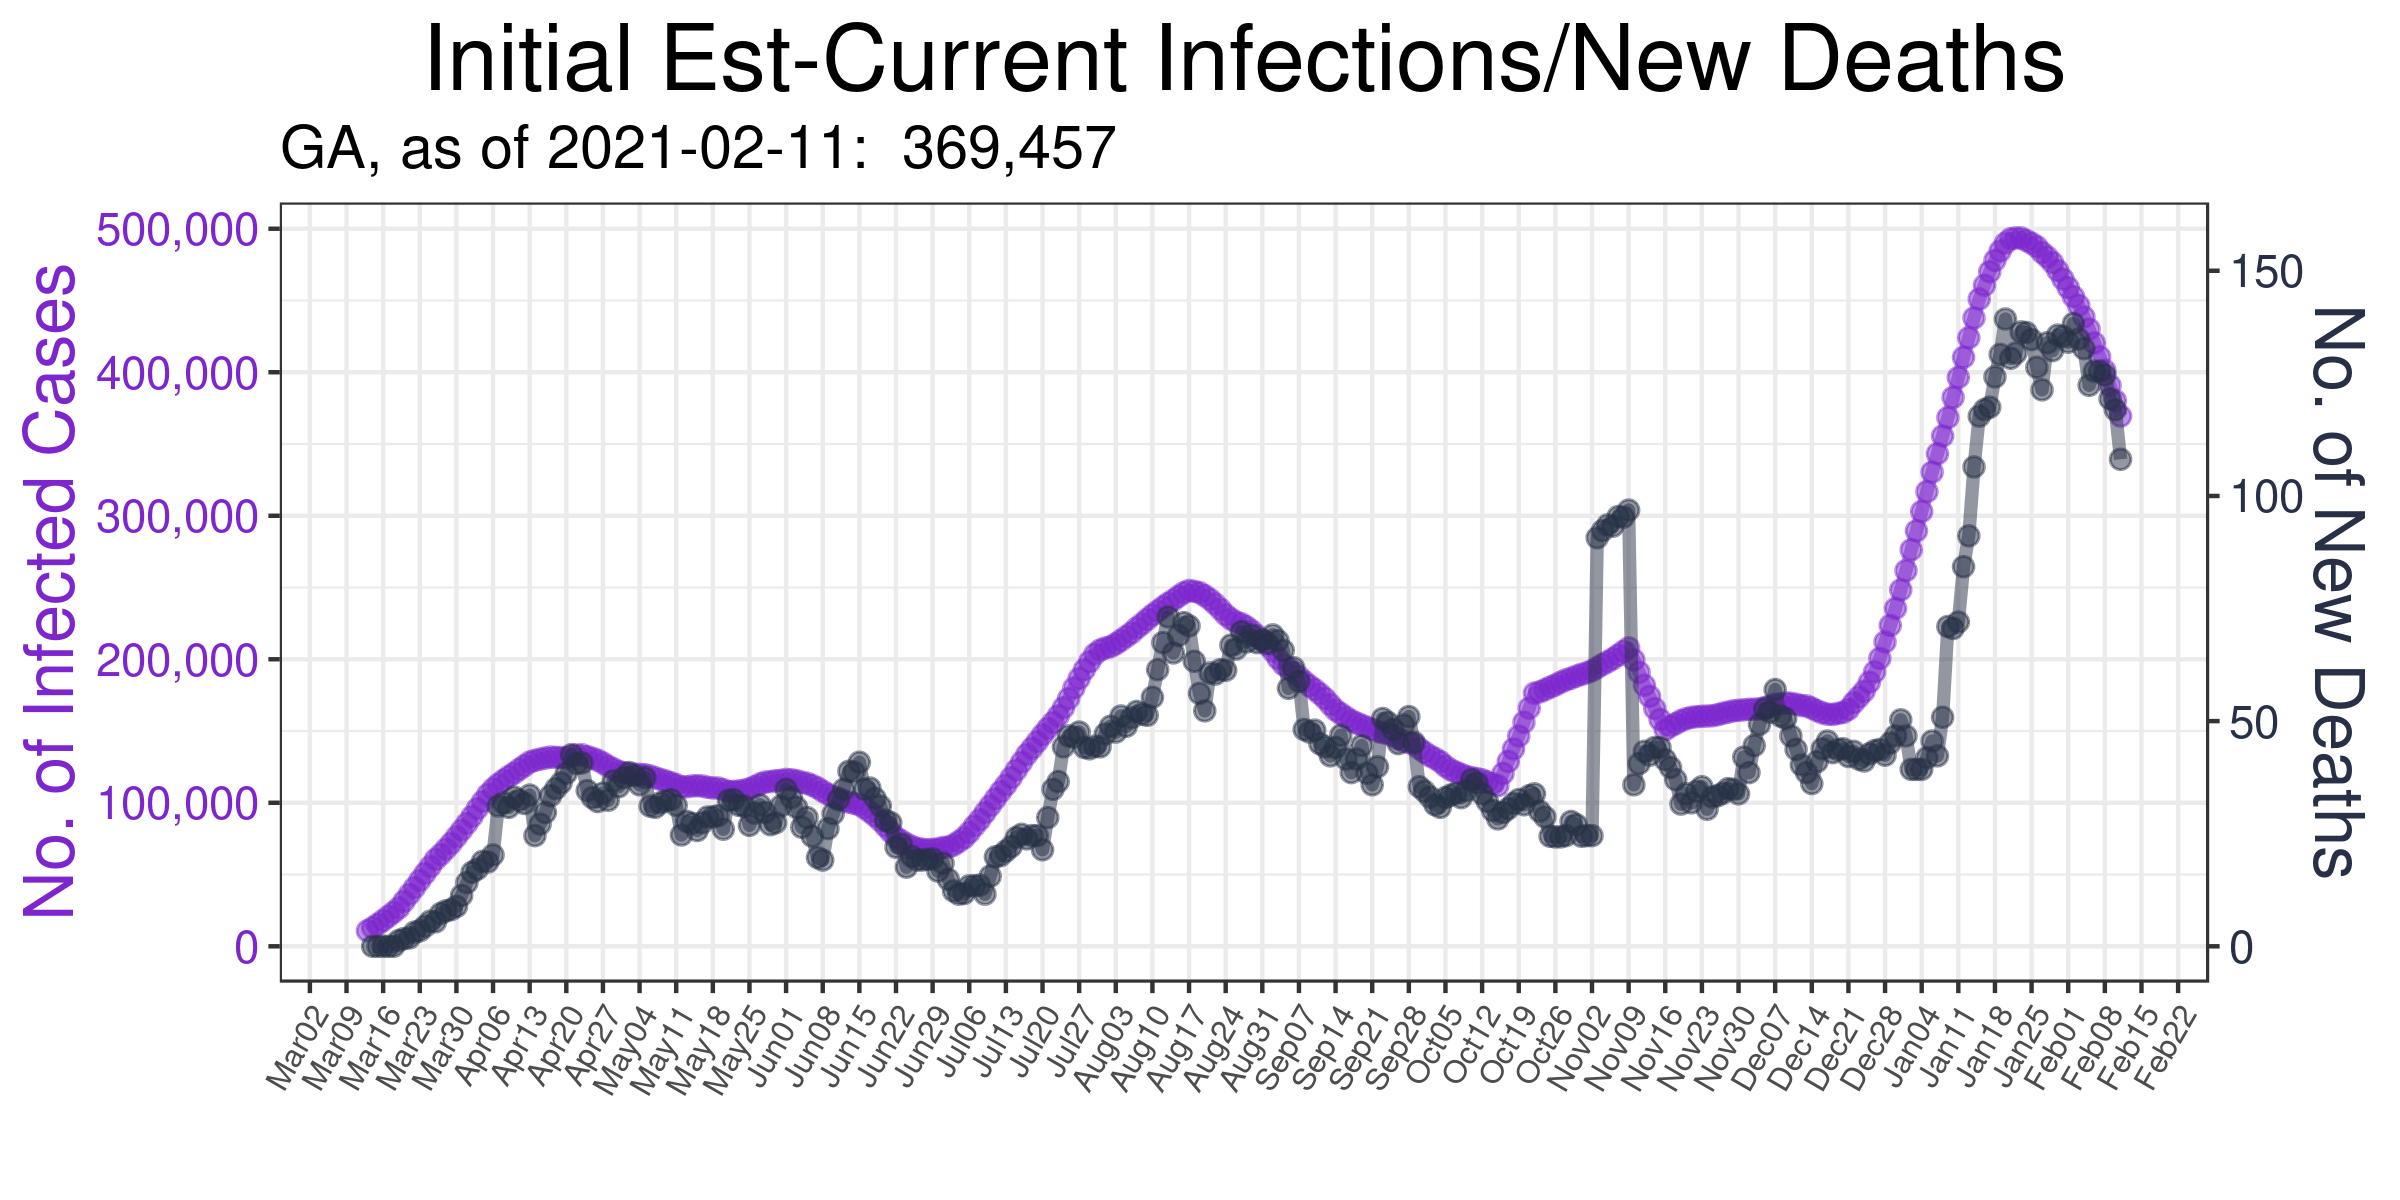 Initial Est-Current Infections/New Deaths
GA, as of 2021-02-11:  369,457
No. of Infected Cases
500,000
400,000
300,000
200,000
100,000
0
150
100
50
0
No. of New Deaths
Mar02
Mar09
Mar16
Mar23
Mar30
Apr06
Apr13
Apr20
Apr27
May04
May11
May18
May25
Jun01
Jun08
Jun15
Jun22
Jun29
Jul06
Jul13
Jul20
Jul27
Aug03
Aug10
Aug17
Aug24
Aug31
Sep07
Sep14
Sep21
Sep28
Oct05
Oct12
Oct19
Oct26
Nov02
Nov09
Nov16
Nov23
Nov30
Dec07
Dec14
Dec21
Dec28
Jan04
Jan11
Jan18
Jan25
Feb01
Feb08
Feb15
Feb22